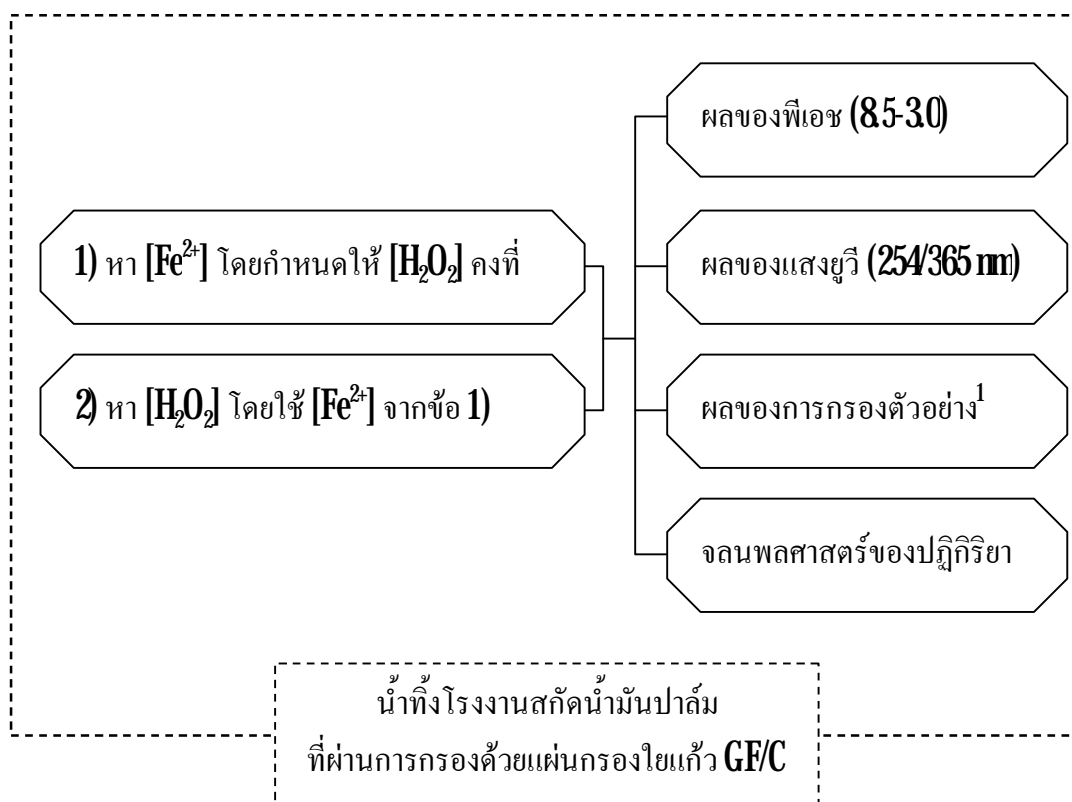 1) หา [Fe²⁺] โดยกำหนดให้ [H₂O₂] คงที่
2) หา [H₂O₂] โดยใช้ [Fe²⁺] จากข้อ 1)
ผลของพีเอช (8.5-3.0)
ผลของแสงยูวี (254/365 nm)
ผลของการกรองตัวอย่าง¹
จลนพลศาสตร์ของปฏิกิริยา
น้ำทิ้งโรงงานสกัดน้ำมันปาล์ม
ที่ผ่านการกรองด้วยแผ่นกรองใยแก้ว GF/C